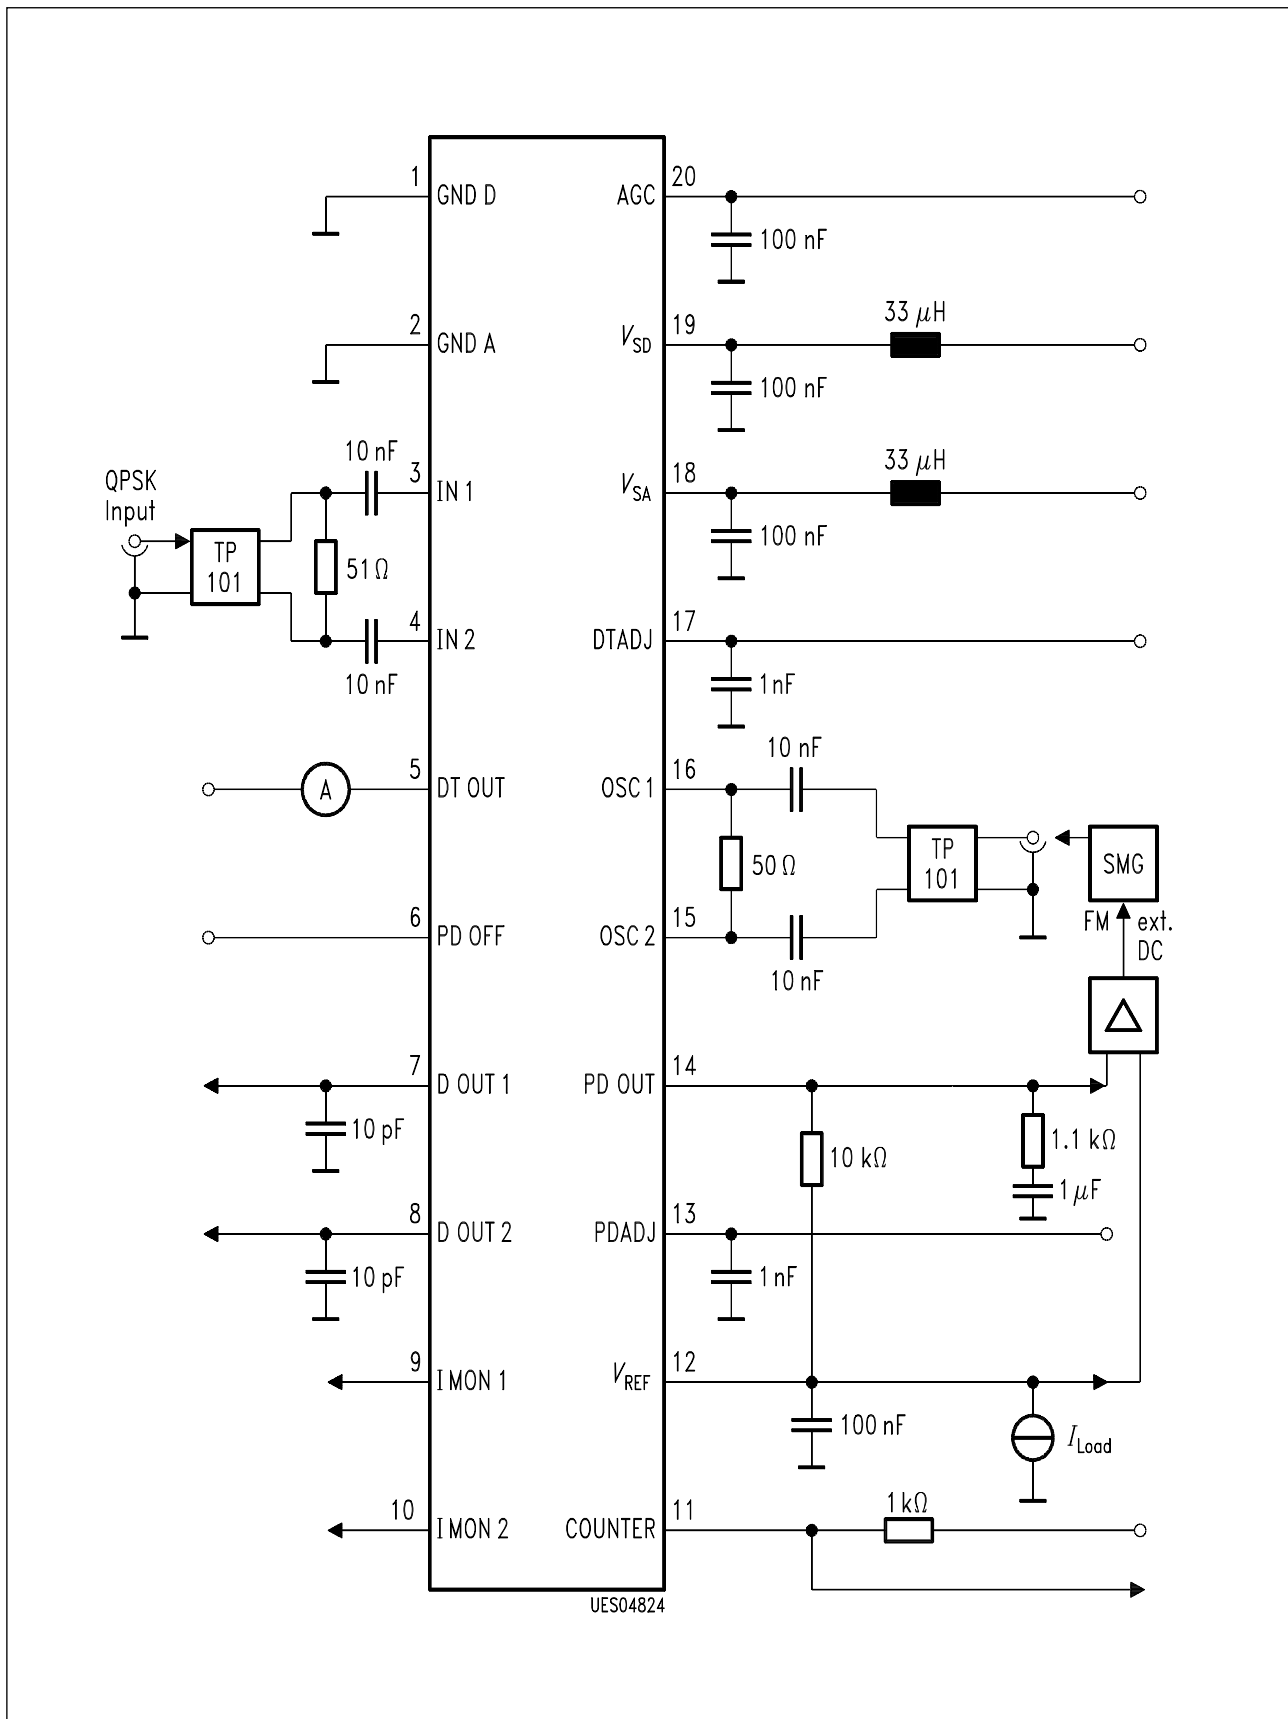 1
GND D
AGC
20
100 nF
2
GND A
VSD
19
33 μH
100 nF
QPSK
Input
TP
101
10 nF
3
IN 1
51 Ω
4
IN 2
10 nF
VSA
18
33 μH
100 nF
DTADJ
17
1 nF
A
5
DT OUT
OSC 1
16
10 nF
50 Ω
TP
101
SMG
FM ext.
DC
6
PD OFF
OSC 2
15
10 nF
7
D OUT 1
10 pF
PD OUT
14
10 kΩ
1.1 kΩ
1 μF
8
D OUT 2
10 pF
PDADJ
13
1 nF
9
I MON 1
VREF
12
100 nF
ILoad
10
I MON 2
COUNTER
11
1 kΩ
UES04824